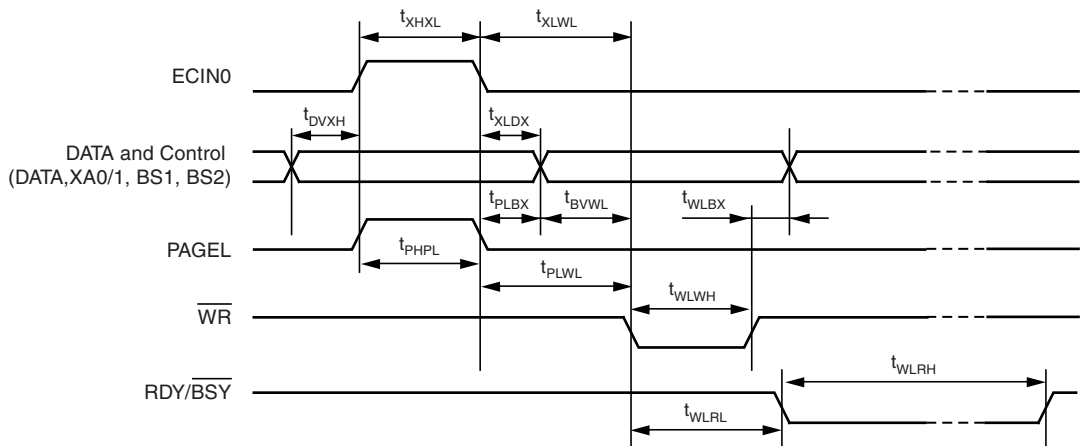 tXHXL tXLWL
ECIN0
tDVXH tXLDX
DATA and Control
(DATA,XA0/1, BS1, BS2)
tPLBX tBVWL tWLBX
PAGEL
tPHPL
tPLWL
tWLWH
WR
tWLRH
RDY/BSY
tWLRL